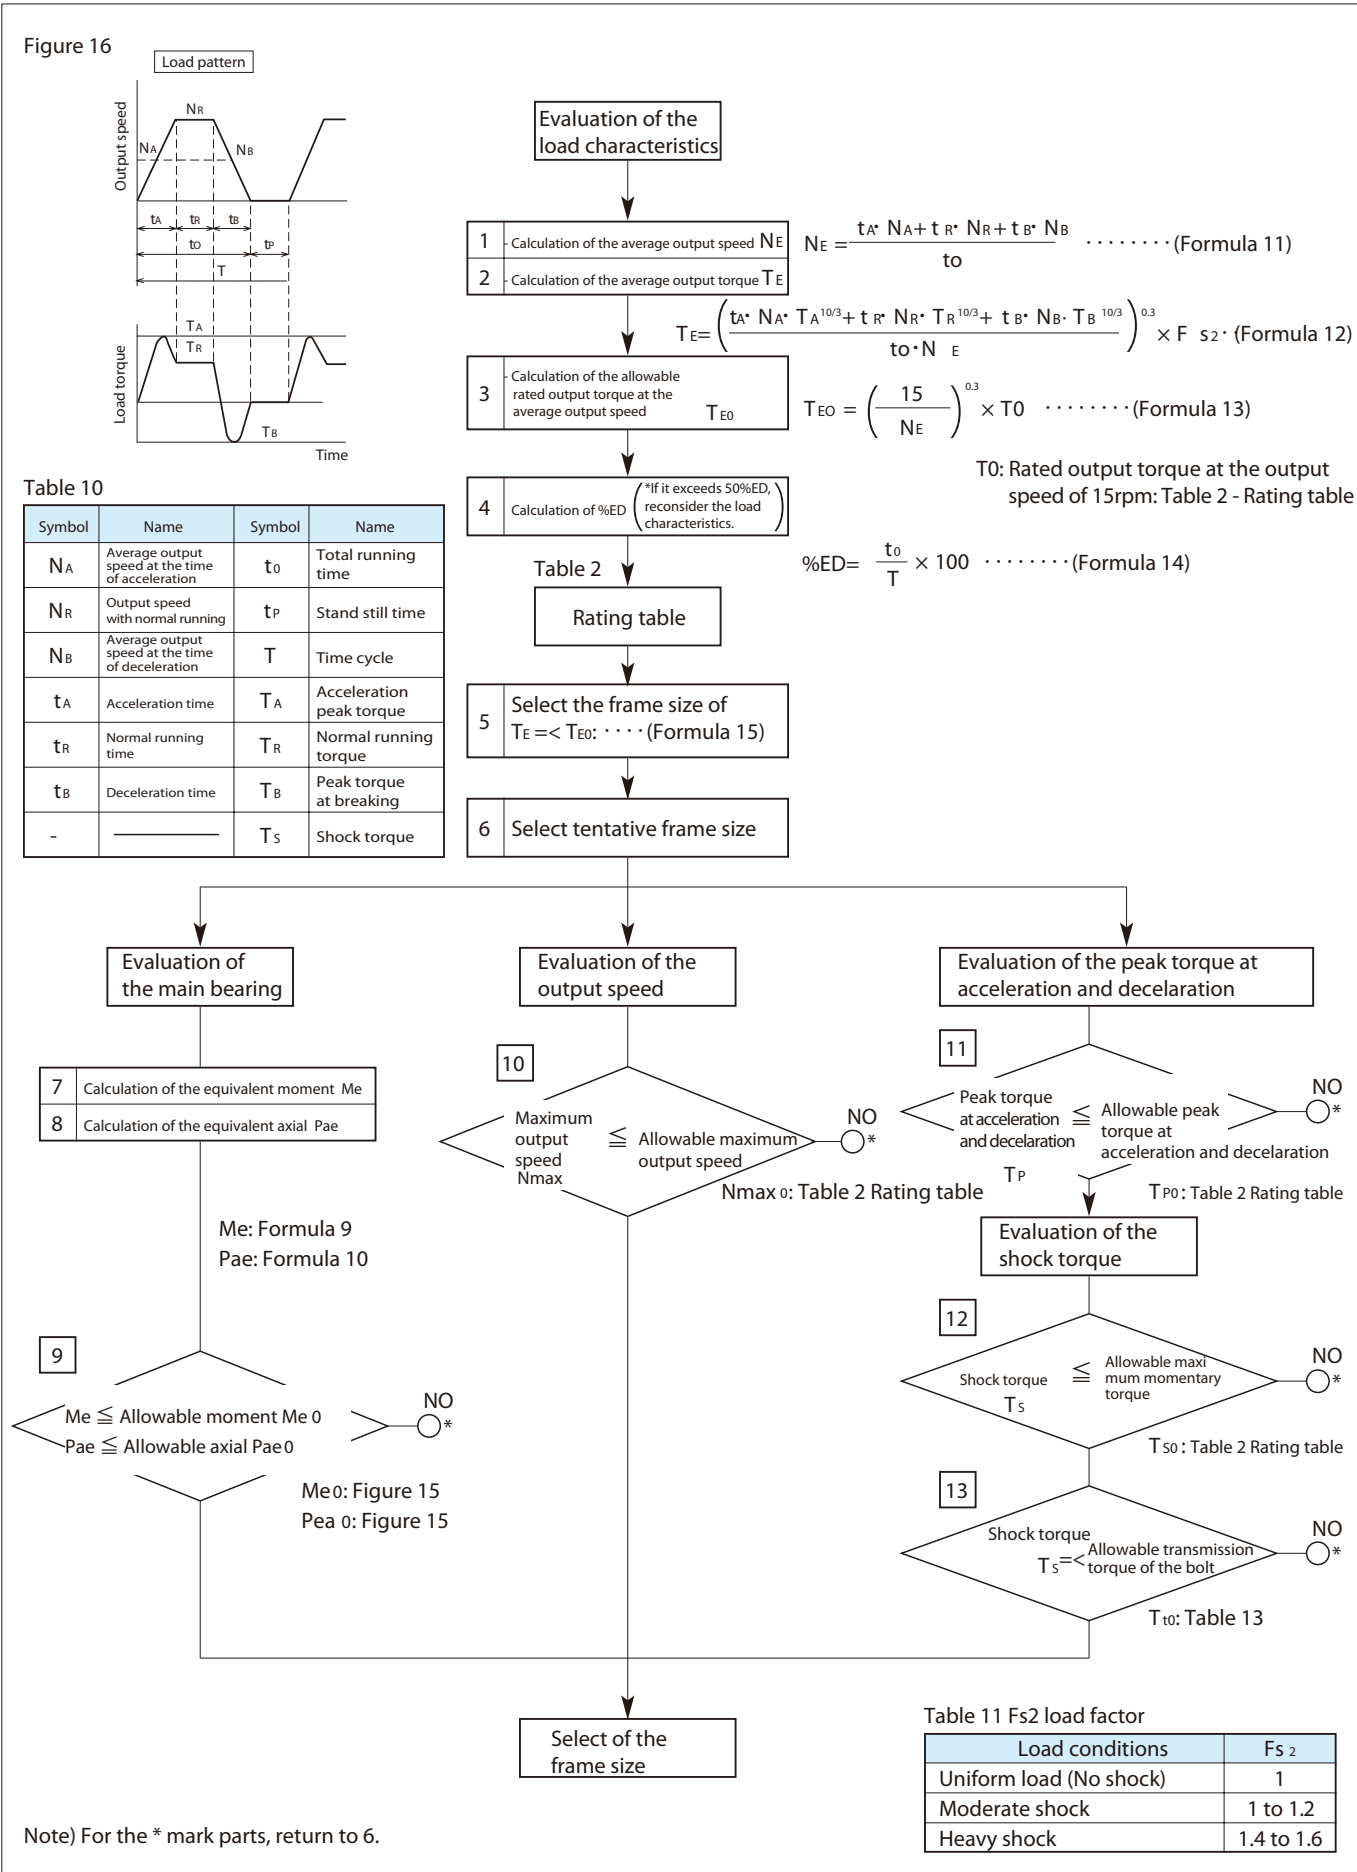 Figure 16
Load pattern
Output speed
NR
NA
NB
tA tR tB
to tP
T
Load torque
TA
TR
TB
Time
Table 10
Symbol Name Symbol Name
NA Average output speed at the time of acceleration t0 Total running time
NR Output speed with normal running tP Stand still time
NB Average output speed at the time of deceleration T Time cycle
tA Acceleration time TA Acceleration peak torque
tR Normal running time TR Normal running torque
tB Deceleration time TB Peak torque at breaking
- TS Shock torque
Evaluation of the
load characteristics
1 - Calculation of the average output speed NE
2 - Calculation of the average output torque TE
NE = tA· NA + tR· NR + tB· NB / to ········ (Formula 11)
TE= (tA· NA· TA 10/3 + tR· NR· TR 10/3 + tB· NB· TB 10/3 / to·N E) 0.3 × F s2· (Formula 12)
3 - Calculation of the allowable
rated output torque at the
average output speed TE0
TEO = (15 / NE) 0.3 × T0 ········ (Formula 13)
T0: Rated output torque at the output
speed of 15rpm: Table 2 - Rating table
4 Calculation of %ED (*If it exceeds 50%ED,
reconsider the load
characteristics.)
%ED= t0 / T × 100 ········ (Formula 14)
Table 2
Rating table
5 Select the frame size of
TE =< TE0: ···· (Formula 15)
6 Select tentative frame size
Evaluation of
the main bearing
7 Calculation of the equivalent moment Me
8 Calculation of the equivalent axial Pae
Me: Formula 9
Pae: Formula 10
9
Me ≦ Allowable moment Me 0
Pae ≦ Allowable axial Pae 0
NO
*
Me 0: Figure 15
Pea 0: Figure 15
Evaluation of the
output speed
10
Maximum
output
speed
Nmax
≦ Allowable maximum
output speed
NO
*
Nmax 0: Table 2 Rating table
Evaluation of the peak torque at
acceleration and decelaration
11
Peak torque
at acceleration
and decelaration
TP
≦ Allowable peak
torque at
acceleration and decelaration
NO
*
TP0 : Table 2 Rating table
Evaluation of the
shock torque
12
Shock torque
TS
≦ Allowable maxi
mum momentary
torque
NO
*
TS0 : Table 2 Rating table
13
Shock torque
TS =< Allowable transmission
torque of the bolt
NO
*
Tt0: Table 13
Select of the
frame size
Table 11 Fs2 load factor
Load conditions Fs 2
Uniform load (No shock) 1
Moderate shock 1 to 1.2
Heavy shock 1.4 to 1.6
Note) For the * mark parts, return to 6.